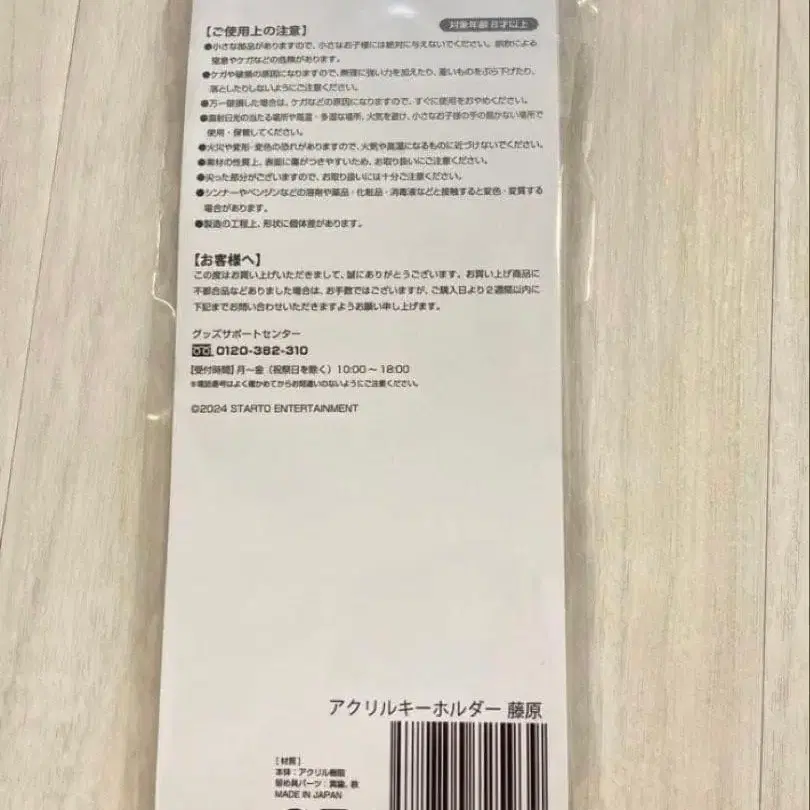 【ご使用上の注意】
対象年齢 8才以上
●小さな部品がありますので、小さなお子様には絶対に与えないでください。誤飲による
窒息やケガなどの危険があります。
●ケガや破損の原因になりますので、無理に強い力を加えたり、重いものをぶら下げたり、
落としたりしないようにご注意ください。
●万一破損した場合は、ケガなどの原因になりますので、すぐに使用をおやめください。
●直射日光の当たる場所や高温・多湿な場所、火気を避け、小さなお子様の手の届かない場所で
使用・保管してください。
●火災や変形・変色の恐れがありますので、火気や高温になるものに近づけないでください。
●素材の性質上、表面に傷がつきやすいため、お取り扱いにご注意ください。
●尖った部分がございますので、お取り扱いには十分ご注意ください。
●シンナーやベンジンなどの溶剤や薬品・化粧品・消毒液などと接触すると変色・変質する
場合があります。
●製造の工程上、形状に個体差があります。
【お客様へ】
この度はお買い上げいただきまして、誠にありがとうございます。お買い上げ商品に
不都合品などありました場合は、お手数ではございますが、ご購入日より2週間以内に
下記までお問い合わせいただきますようお願い申し上げます。
グッズサポートセンター
0120-382-310
【受付時間】月～金（祝祭日を除く）10:00～18:00
※電話番号はよく確かめてからお間違いのないようにご注意ください。
©2024 STARTO ENTERTAINMENT
アクリルキーホルダー 藤原
［材質］
本体：アクリル樹脂
留め具パーツ：真鍮、鉄
MADE IN JAPAN